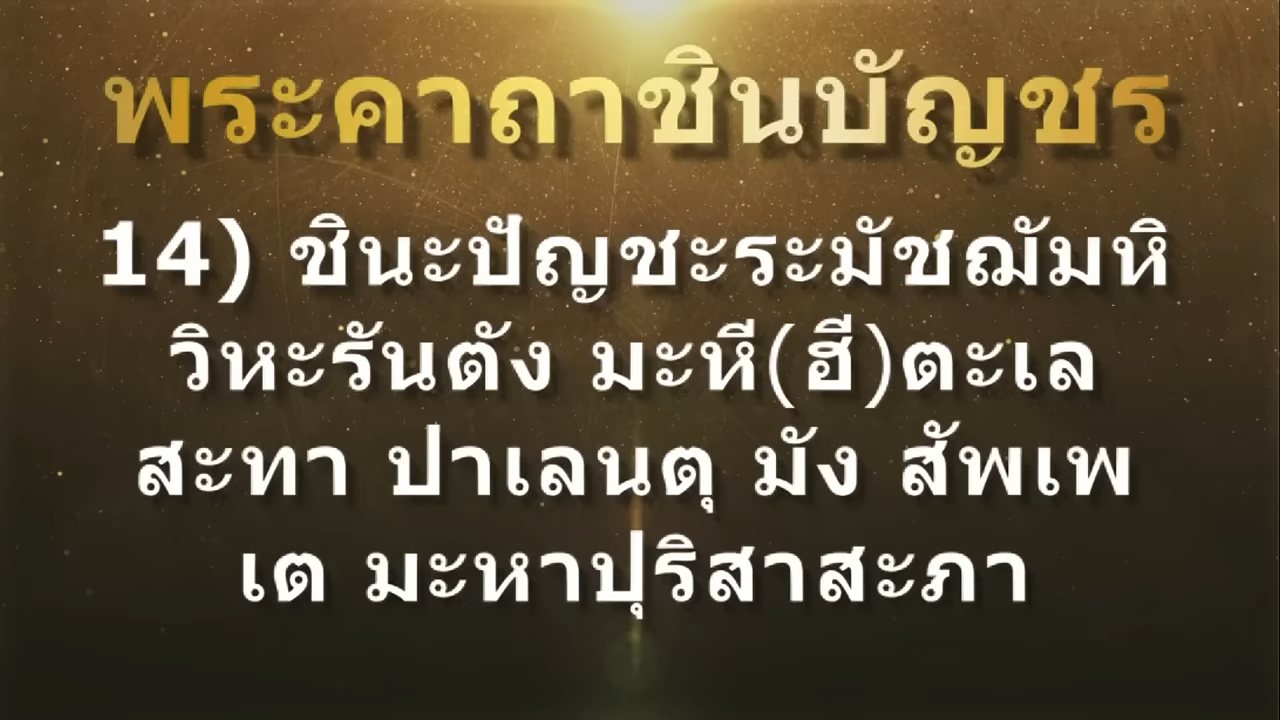 พระคาถาชินบัญชร
14) ชินะปัญชะระมัชฌัมหิ
วิหะรันตัง มะหี(ฮี)ตะเล
สะทา ปาเลนตุ มัง สัพเพ
เต มะหาปุริสาสะภา